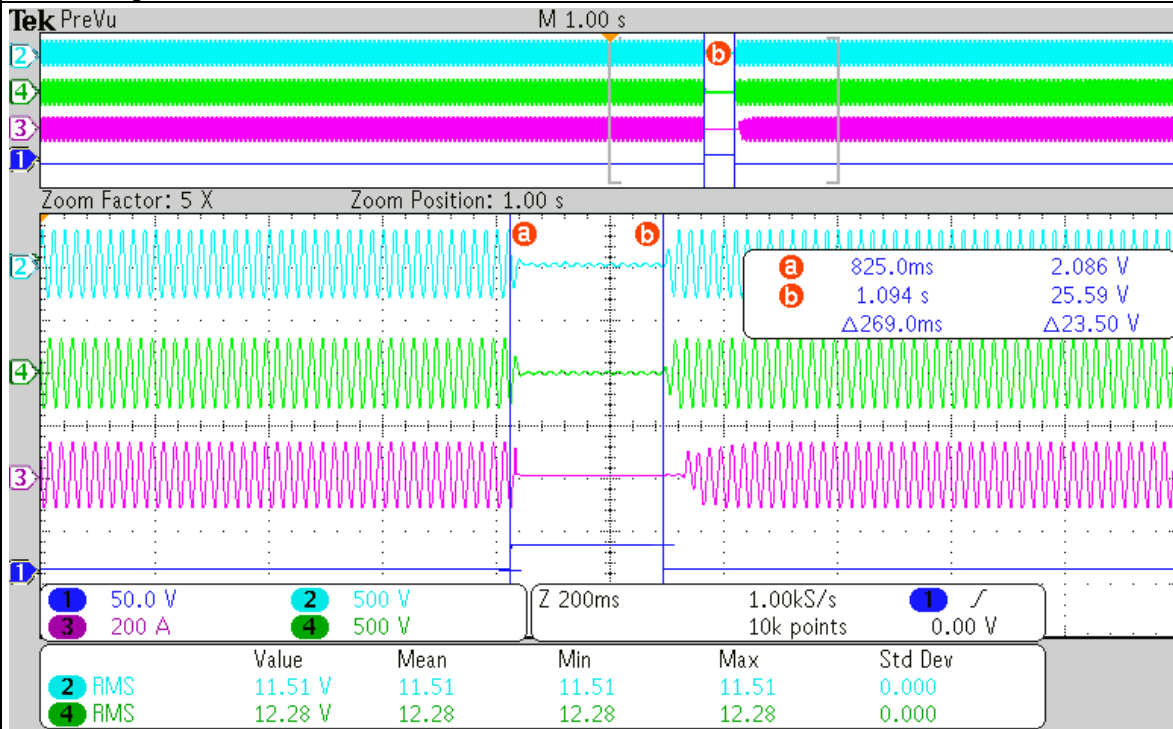 Tek PreVu M 1.00 s
2
b
4
3
1
Zoom Factor: 5 X Zoom Position: 1.00 s
a b
2
a 825.0ms 2.086 V
b 1.094 s 25.59 V
△269.0ms △23.50 V
4
3
1
1 50.0 V 2 500 V Z 200ms 1.00kS/s 1
3 200 A 4 500 V 10k points 0.00 V
Value Mean Min Max Std Dev
2 RMS 11.51 V 11.51 11.51 11.51 0.000
4 RMS 12.28 V 12.28 12.28 12.28 0.000